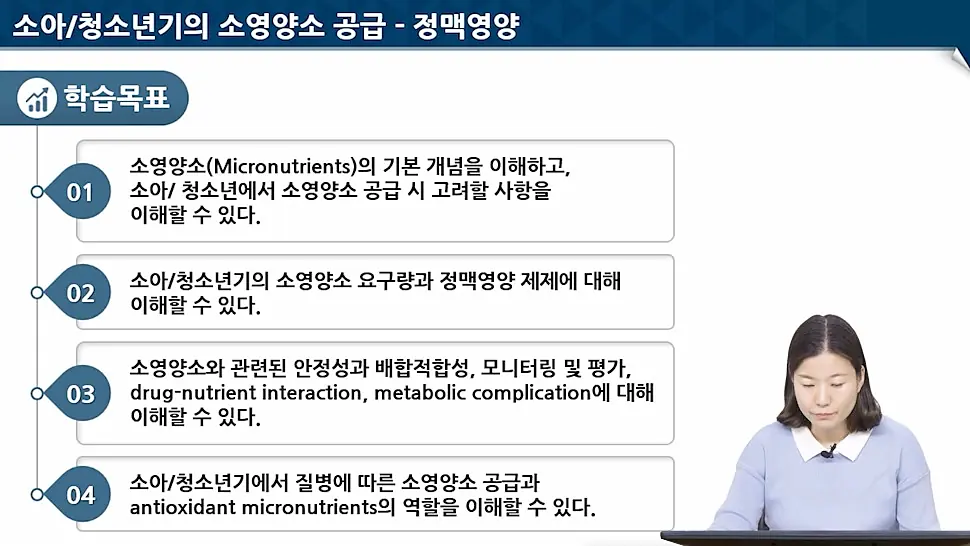 소아/청소년기의 소영양소 공급 - 정맥영양
학습목표
01
소영양소(Micronutrients)의 기본 개념을 이해하고,
소아/ 청소년에서 소영양소 공급 시 고려할 사항을
이해할 수 있다.
02
소아/청소년기의 소영양소 요구량과 정맥영양 제제에 대해
이해할 수 있다.
03
소영양소와 관련된 안정성과 배합적합성, 모니터링 및 평가,
drug-nutrient interaction, metabolic complication에 대해
이해할 수 있다.
04
소아/청소년기에서 질병에 따른 소영양소 공급과
antioxidant micronutrients의 역할을 이해할 수 있다.